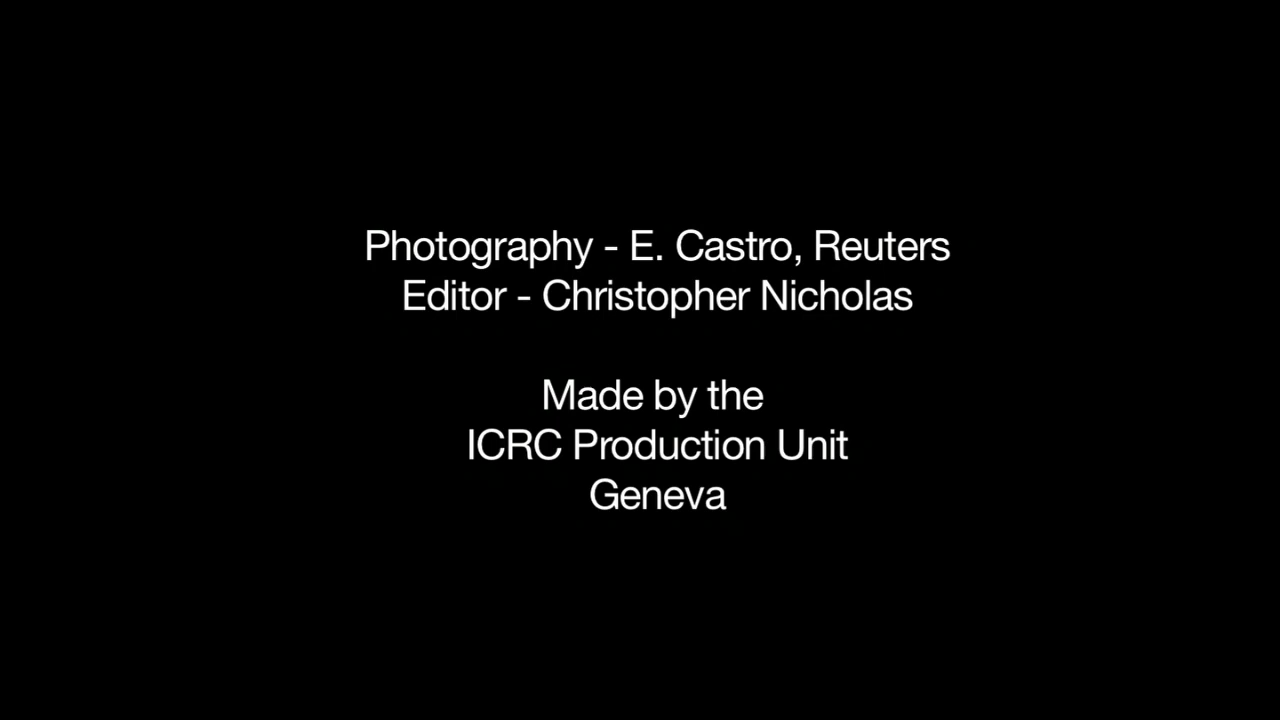 Photography - E. Castro, Reuters
Editor - Christopher Nicholas
Made by the
ICRC Production Unit
Geneva